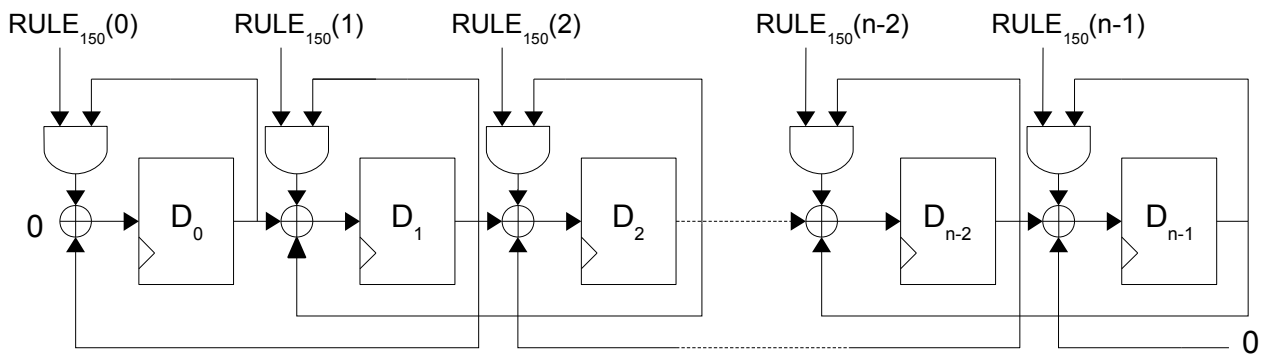 RULE₁₅₀(0) RULE₁₅₀(1) RULE₁₅₀(2) RULE₁₅₀(n-2) RULE₁₅₀(n-1)
0 D₀ D₁ D₂ Dₙ₋₂ Dₙ₋₁
0